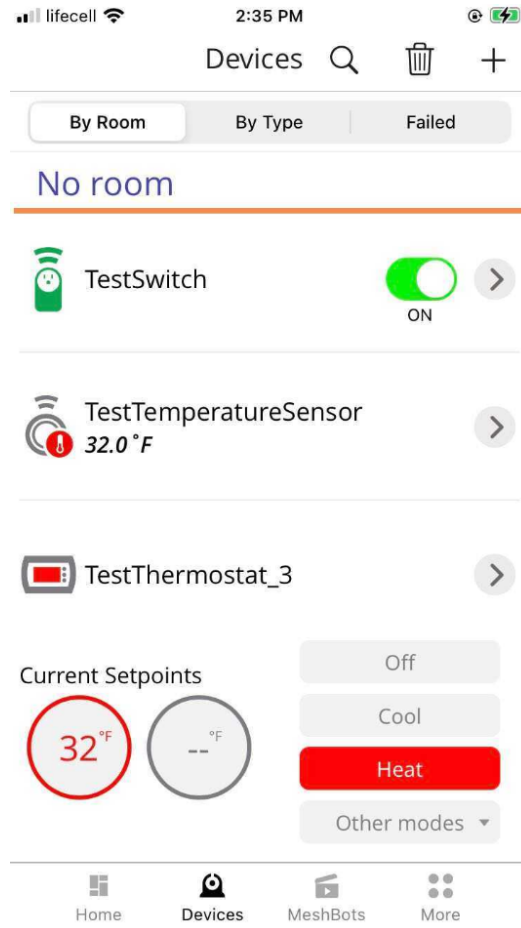 lifecell 2:35 PM
Devices
By Room By Type Failed
No room
TestSwitch
ON
TestTemperatureSensor
32.0 °F
TestThermostat_3
Current Setpoints
32 °F
-- °F
Off
Cool
Heat
Other modes
Home Devices MeshBots More